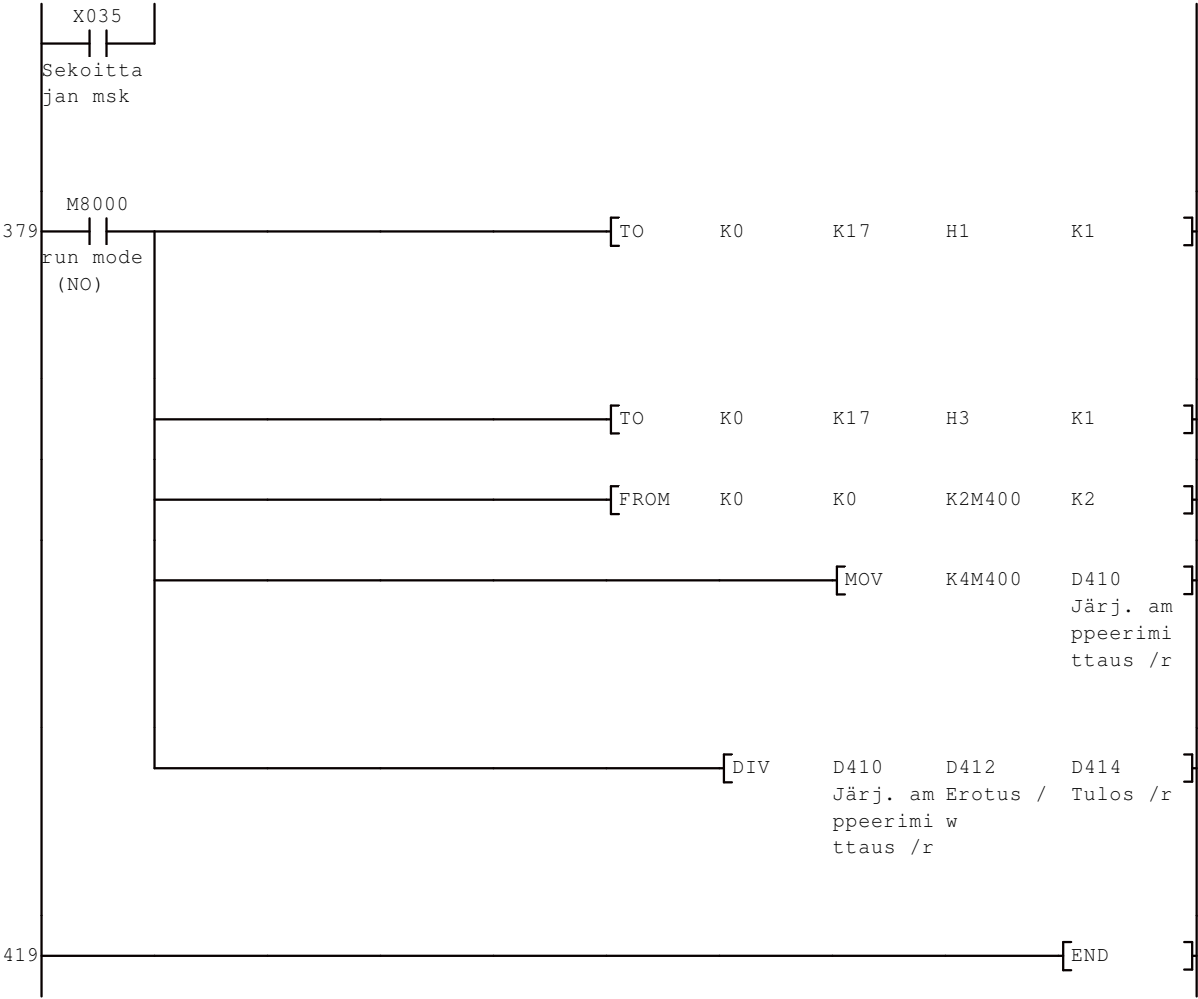 X035
Sekoitta
jan msk
M8000
379 TO K0 K17 H1 K1
run mode
(NO)
TO K0 K17 H3 K1
FROM K0 K0 K2M400 K2
MOV K4M400 D410
Järj. am
ppeerimi
ttaus /r
DIV D410 D412 D414
Järj. am Erotus / Tulos /r
ppeerimi w
ttaus /r
419 END